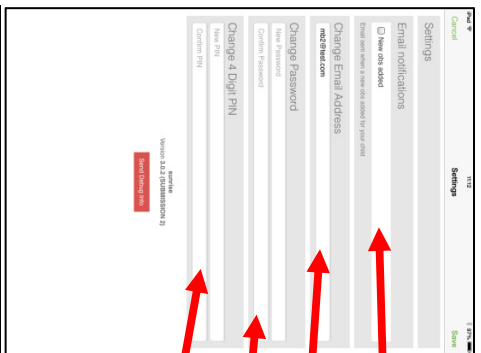 iPad 11:12 97%
Cancel Settings Save
Settings
Email notifications
New obs added
Email sent when a new obs added for your child
Change Email Address
mb2@test.com
Change Password
New Password
Confirm Password
Change 4 Digit PIN
New PIN
Confirm PIN
sunrise
Version 3.0.2 (SUBMISSION 2)
Send Debug Info